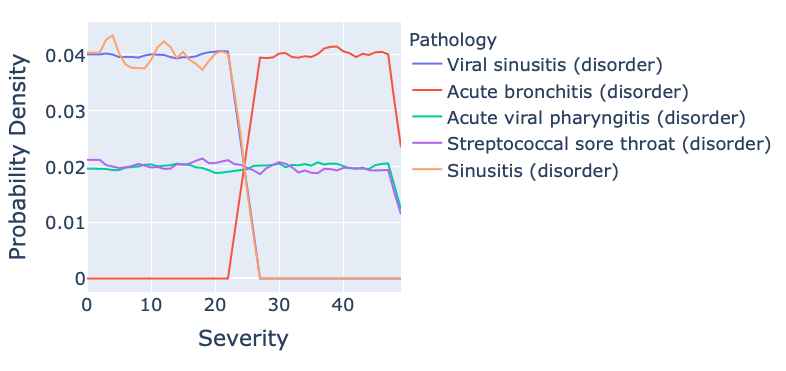 Probability Density
0.04
0.03
0.02
0.01
0
0
10
20
30
40
Severity
Pathology
Viral sinusitis (disorder)
Acute bronchitis (disorder)
Acute viral pharyngitis (disorder)
Streptococcal sore throat (disorder)
Sinusitis (disorder)